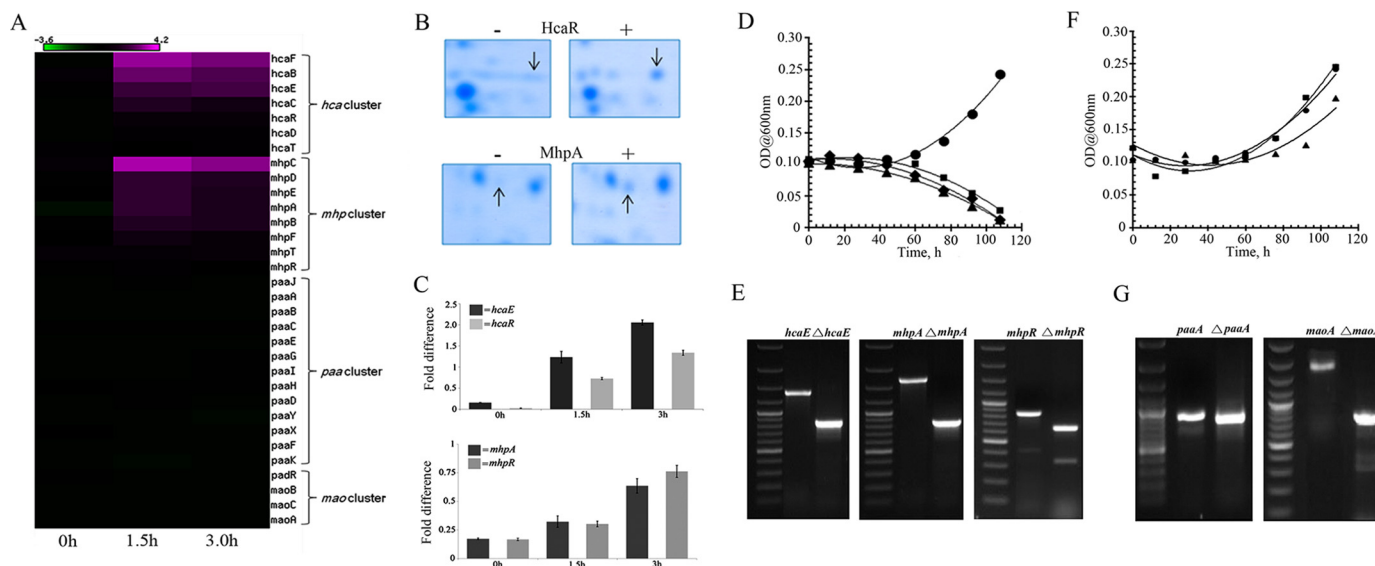 A
-3.6 4.2
hcaF
hcaB
hcaE
hcaC
hcaR
hcaD
hcaT
hca cluster
mhpC
mhpD
mhpE
mhpA
mhpB
mhpF
mhpT
mhpR
mhp cluster
paaJ
paaA
paaB
paaC
paaE
paaG
paaI
paaH
paaD
paaY
paaX
paaF
paaK
paa cluster
padR
maoB
maoC
maoA
mao cluster
0h 1.5h 3.0h
B
- HcaR +
- MhpA +
C
Fold difference
2.5
2.0
1.5
1
0.5
0
=hcaE
=hcaR
0h 1.5h 3h
Fold difference
1
0.75
0.5
0.25
0
=mhpA
=mhpR
0h 1.5h 3h
D
OD@600nm
0.30
0.25
0.20
0.15
0.10
0.05
0
0 20 40 60 80 100 120
Time, h
E
hcaE △hcaE
mhpA △mhpA
mhpR △mhpR
F
OD@600nm
0.30
0.25
0.20
0.15
0.10
0.05
0
0 20 40 60 80 100 120
Time, h
G
paaA △paaA
maoA △maoA